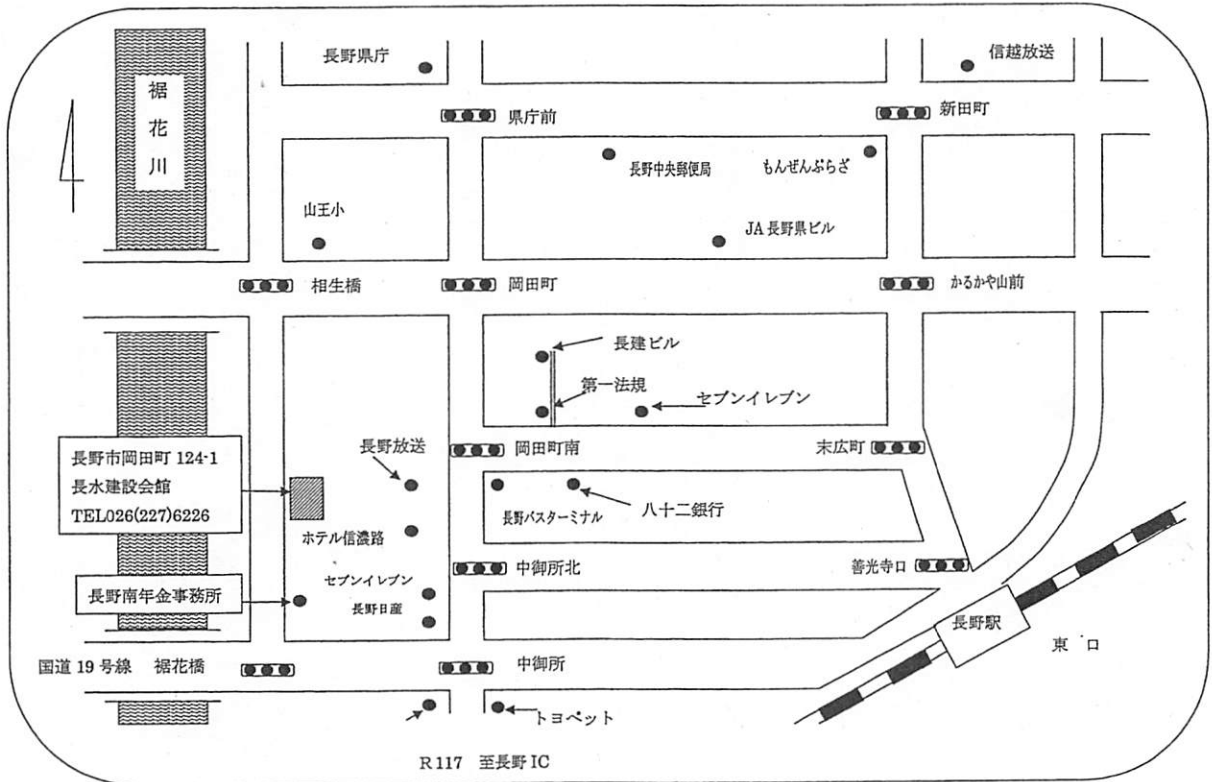 長野県庁
信越放送
裾花川
県庁前
新田町
長野中央郵便局
もんぜんぷらざ
山王小
JA長野県ビル
相生橋
岡田町
かるかや山前
長建ビル
第一法規
セブンイレブン
長野放送
岡田町南
末広町
長野市岡田町 124-1
長水建設会館
TEL026(227)6226
長野バスターミナル
八十二銀行
ホテル信濃路
中御所北
善光寺口
セブンイレブン
長野日産
長野南年金事務所
長野駅
東 口
国道 19 号線 裾花橋
中御所
トヨペット
R117 至長野 IC